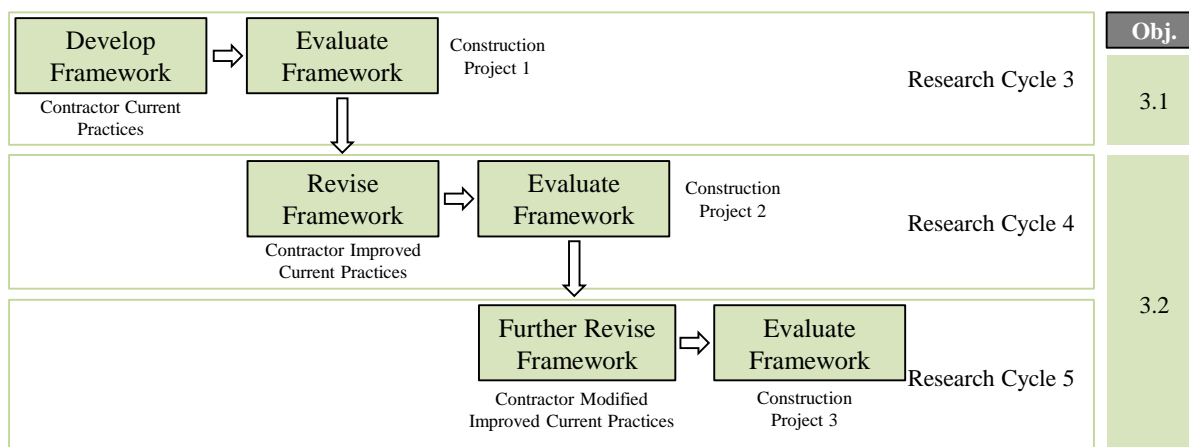 Develop
Framework
Contractor Current
Practices
Evaluate
Framework
Construction
Project 1
Research Cycle 3
Obj.
3.1
Revise
Framework
Contractor Improved
Current Practices
Evaluate
Framework
Construction
Project 2
Research Cycle 4
3.2
Further Revise
Framework
Contractor Modified
Improved Current Practices
Evaluate
Framework
Construction
Project 3
Research Cycle 5